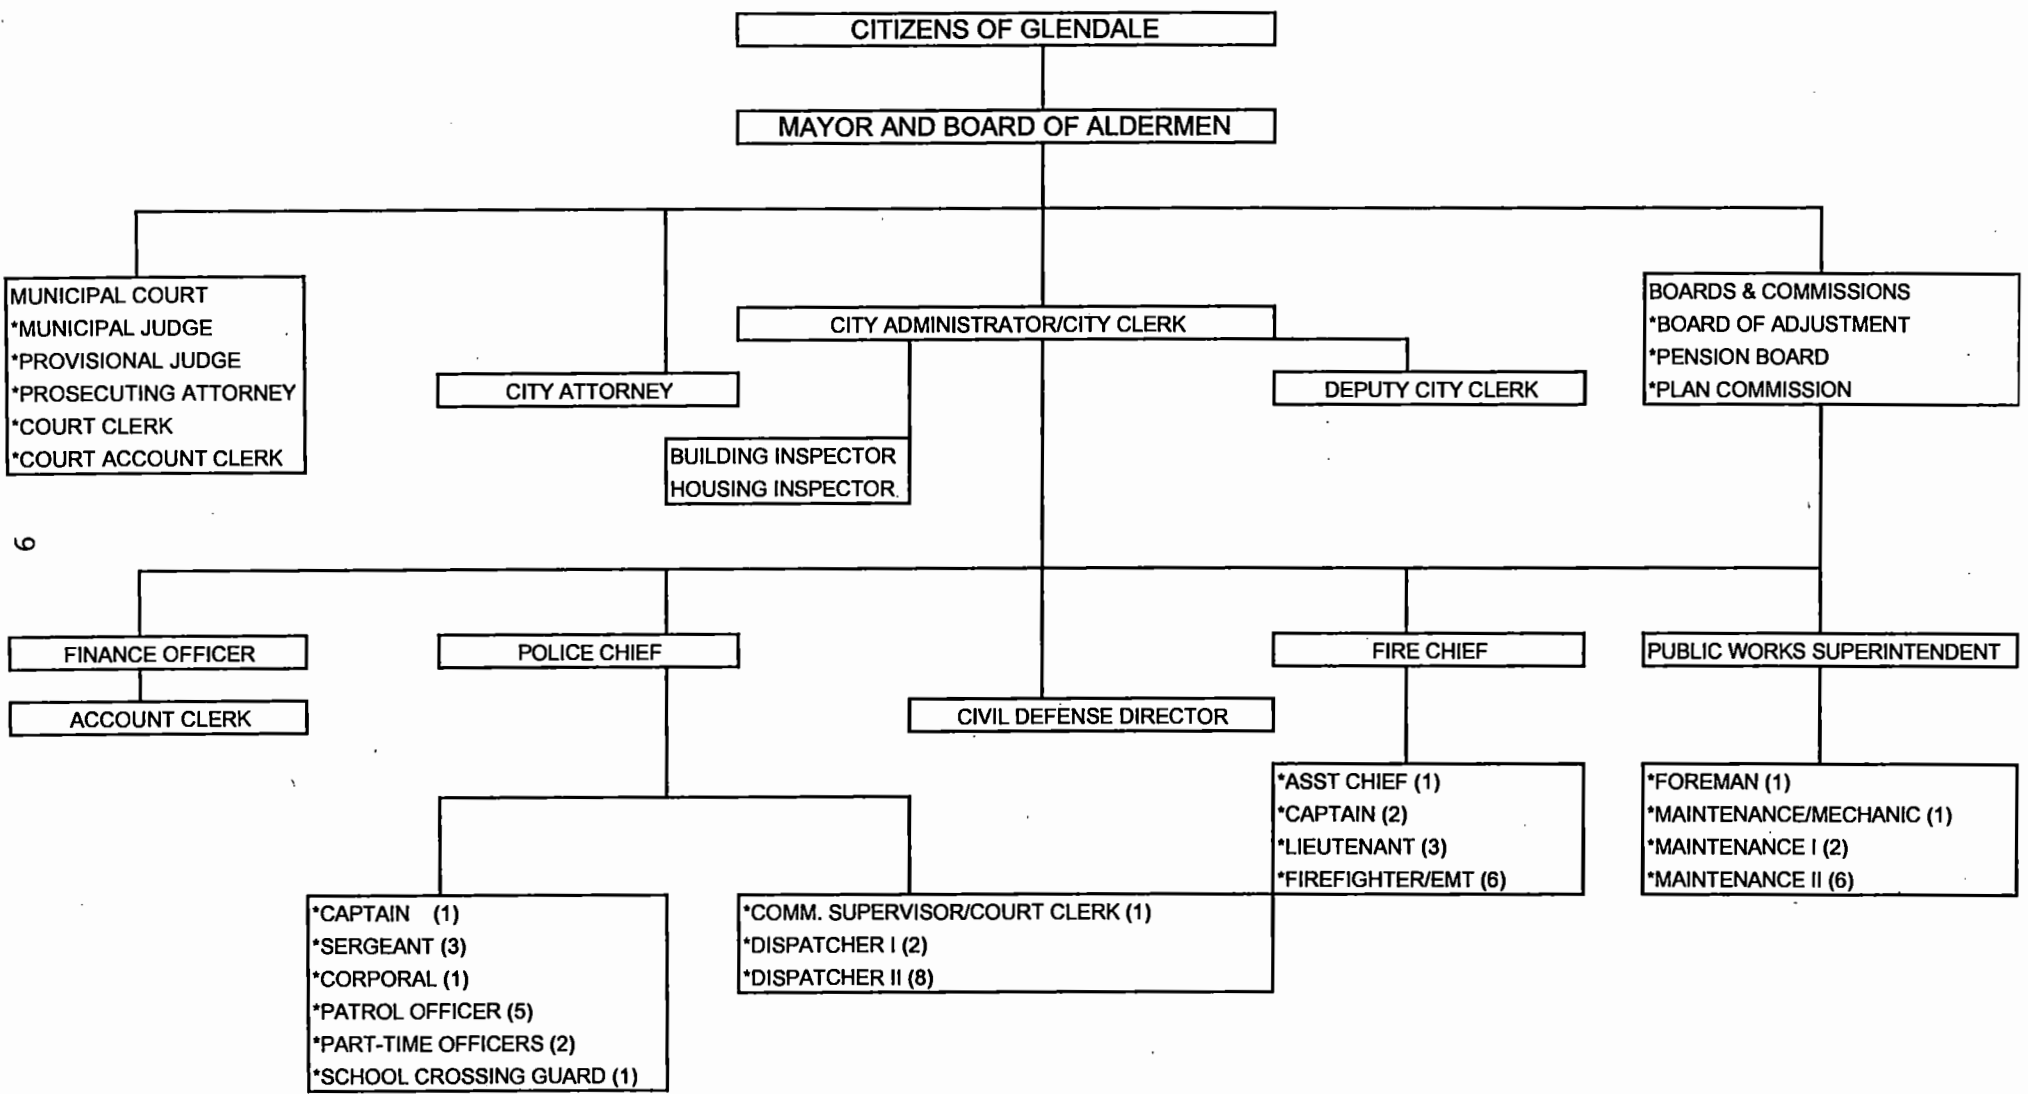 CITIZENS OF GLENDALE
MAYOR AND BOARD OF ALDERMEN
MUNICIPAL COURT
*MUNICIPAL JUDGE
*PROVISIONAL JUDGE
*PROSECUTING ATTORNEY
*COURT CLERK
*COURT ACCOUNT CLERK
CITY ATTORNEY
CITY ADMINISTRATOR/CITY CLERK
BUILDING INSPECTOR
HOUSING INSPECTOR
DEPUTY CITY CLERK
BOARDS & COMMISSIONS
*BOARD OF ADJUSTMENT
*PENSION BOARD
*PLAN COMMISSION
6
FINANCE OFFICER
ACCOUNT CLERK
POLICE CHIEF
*CAPTAIN (1)
*SERGEANT (3)
*CORPORAL (1)
*PATROL OFFICER (5)
*PART-TIME OFFICERS (2)
*SCHOOL CROSSING GUARD (1)
*COMM. SUPERVISOR/COURT CLERK (1)
*DISPATCHER I (2)
*DISPATCHER II (8)
CIVIL DEFENSE DIRECTOR
FIRE CHIEF
*ASST CHIEF (1)
*CAPTAIN (2)
*LIEUTENANT (3)
*FIREFIGHTER/EMT (6)
PUBLIC WORKS SUPERINTENDENT
*FOREMAN (1)
*MAINTENANCE/MECHANIC (1)
*MAINTENANCE I (2)
*MAINTENANCE II (6)